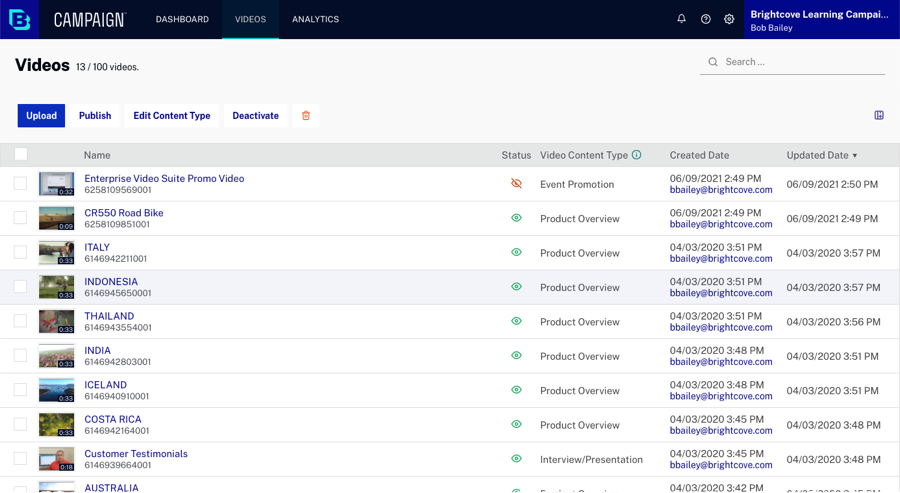 CAMPAIGN DASHBOARD VIDEOS ANALYTICS
Brightcove Learning Campai...
Bob Bailey
Videos 13 / 100 videos.
Search ...
Upload Publish Edit Content Type Deactivate
Name Status Video Content Type Created Date Updated Date
0:32 Enterprise Video Suite Promo Video
6258109569001
Event Promotion
06/09/2021 2:49 PM
bbailey@brightcove.com
06/09/2021 2:50 PM
0:09 CR550 Road Bike
6258109851001
Product Overview
06/09/2021 2:49 PM
bbailey@brightcove.com
06/09/2021 2:49 PM
0:33 ITALY
6146942211001
Product Overview
04/03/2020 3:51 PM
bbailey@brightcove.com
04/03/2020 3:57 PM
0:33 INDONESIA
6146945650001
Product Overview
04/03/2020 3:51 PM
bbailey@brightcove.com
04/03/2020 3:57 PM
0:33 THAILAND
6146943554001
Product Overview
04/03/2020 3:51 PM
bbailey@brightcove.com
04/03/2020 3:56 PM
0:33 INDIA
6146942803001
Product Overview
04/03/2020 3:48 PM
bbailey@brightcove.com
04/03/2020 3:51 PM
0:33 ICELAND
6146940910001
Product Overview
04/03/2020 3:48 PM
bbailey@brightcove.com
04/03/2020 3:51 PM
0:33 COSTA RICA
6146942164001
Product Overview
04/03/2020 3:45 PM
bbailey@brightcove.com
04/03/2020 3:48 PM
0:18 Customer Testimonials
6146939664001
Interview/Presentation
04/03/2020 3:45 PM
bbailey@brightcove.com
04/03/2020 3:48 PM
AUSTRALIA
04/03/2020 3:42 PM